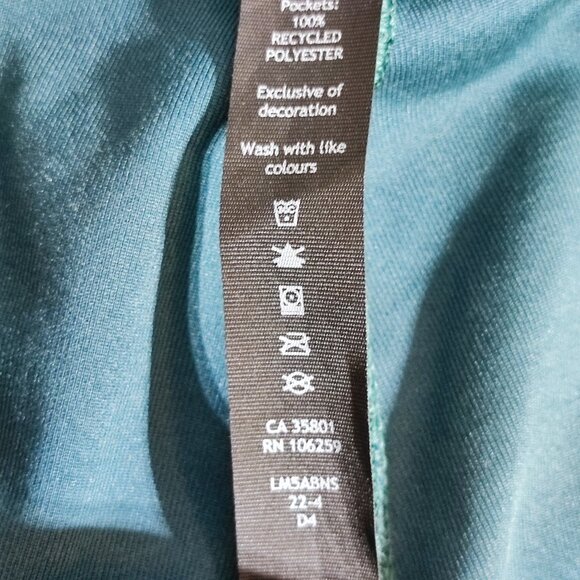 Pockets:
100%
RECYCLED
POLYESTER
Exclusive of
decoration
Wash with like
colours
CA 35801
RN 106259
LM5ABNS
22-4
D4